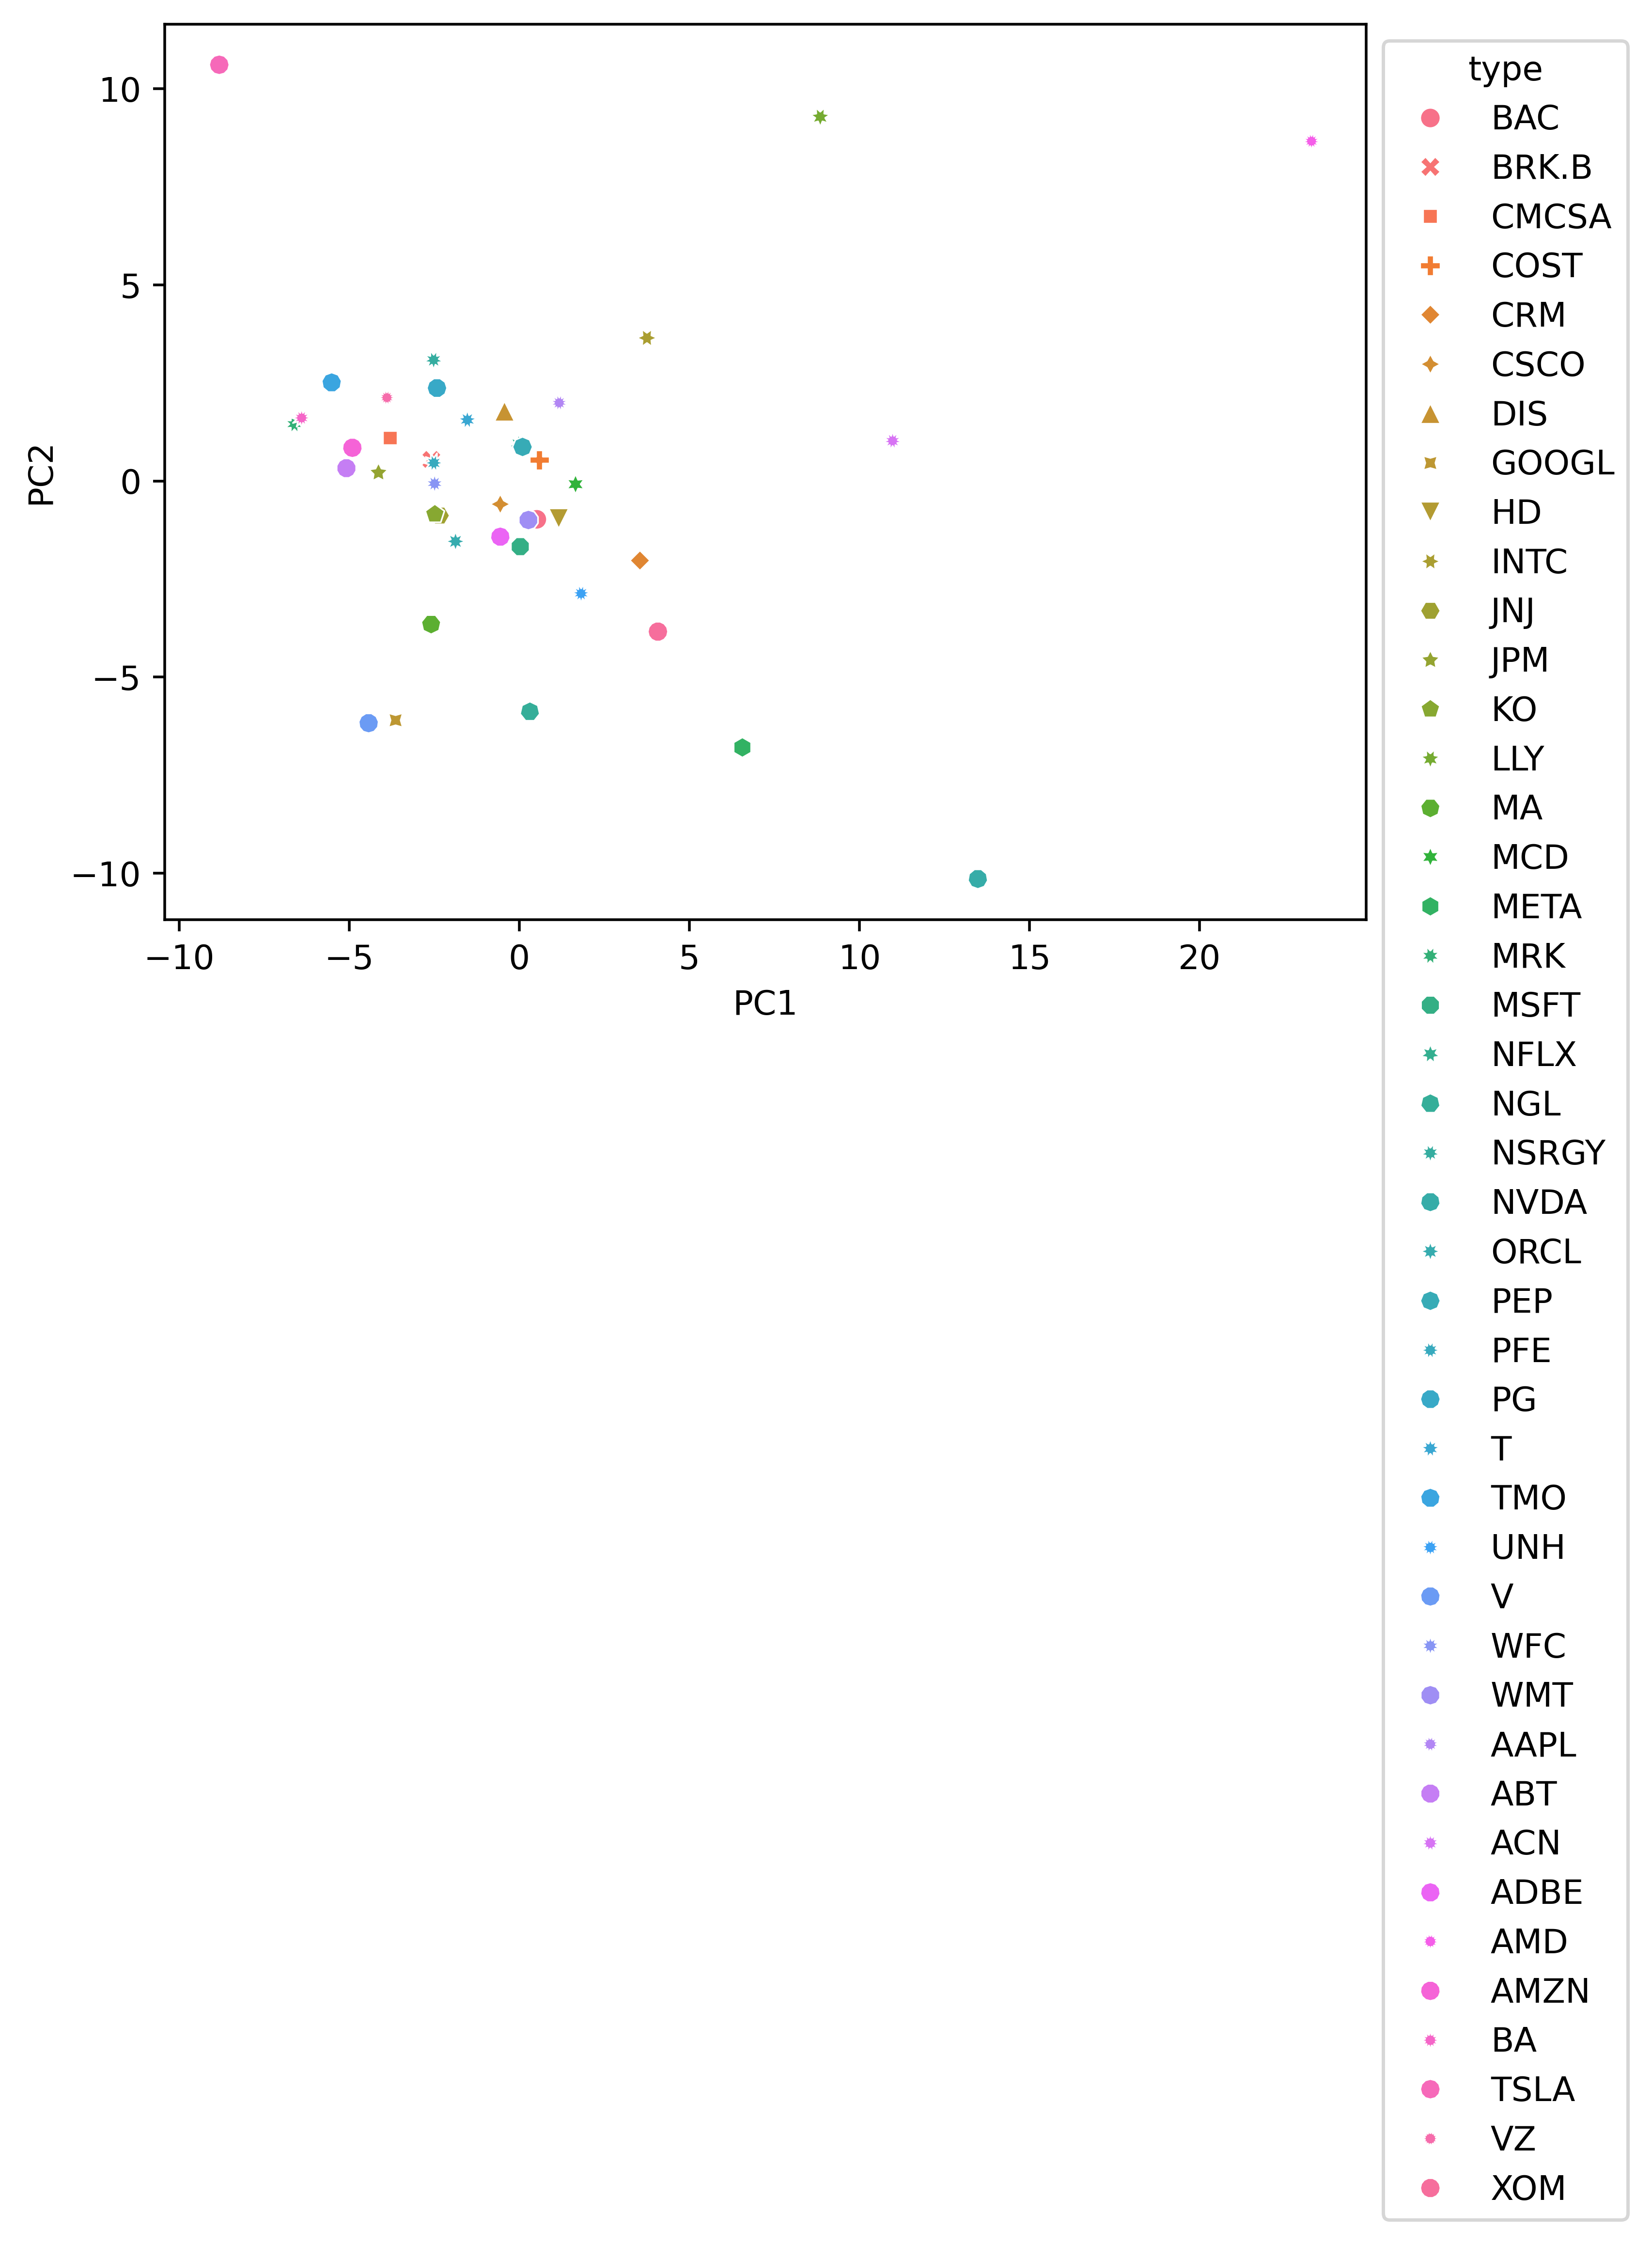 10
5
0
−5
−10
PC2
−10
−5
0
5
10
15
20
PC1
type
BAC
BRK.B
CMCSA
COST
CRM
CSCO
DIS
GOOGL
HD
INTC
JNJ
JPM
KO
LLY
MA
MCD
META
MRK
MSFT
NFLX
NGL
NSRGY
NVDA
ORCL
PEP
PFE
PG
T
TMO
UNH
V
WFC
WMT
AAPL
ABT
ACN
ADBE
AMD
AMZN
BA
TSLA
VZ
XOM